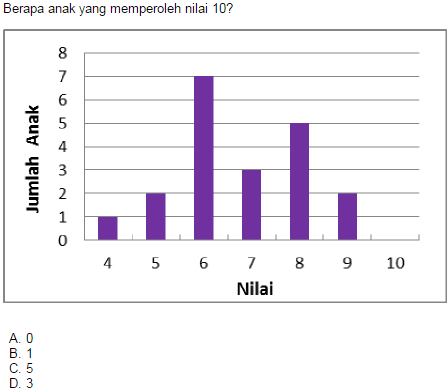 Berapa anak yang memperoleh nilai 10?
8
7
6
5
4
3
2
1
0
Jumlah Anak
4 5 6 7 8 9 10
Nilai
A. 0
B. 1
C. 5
D. 3